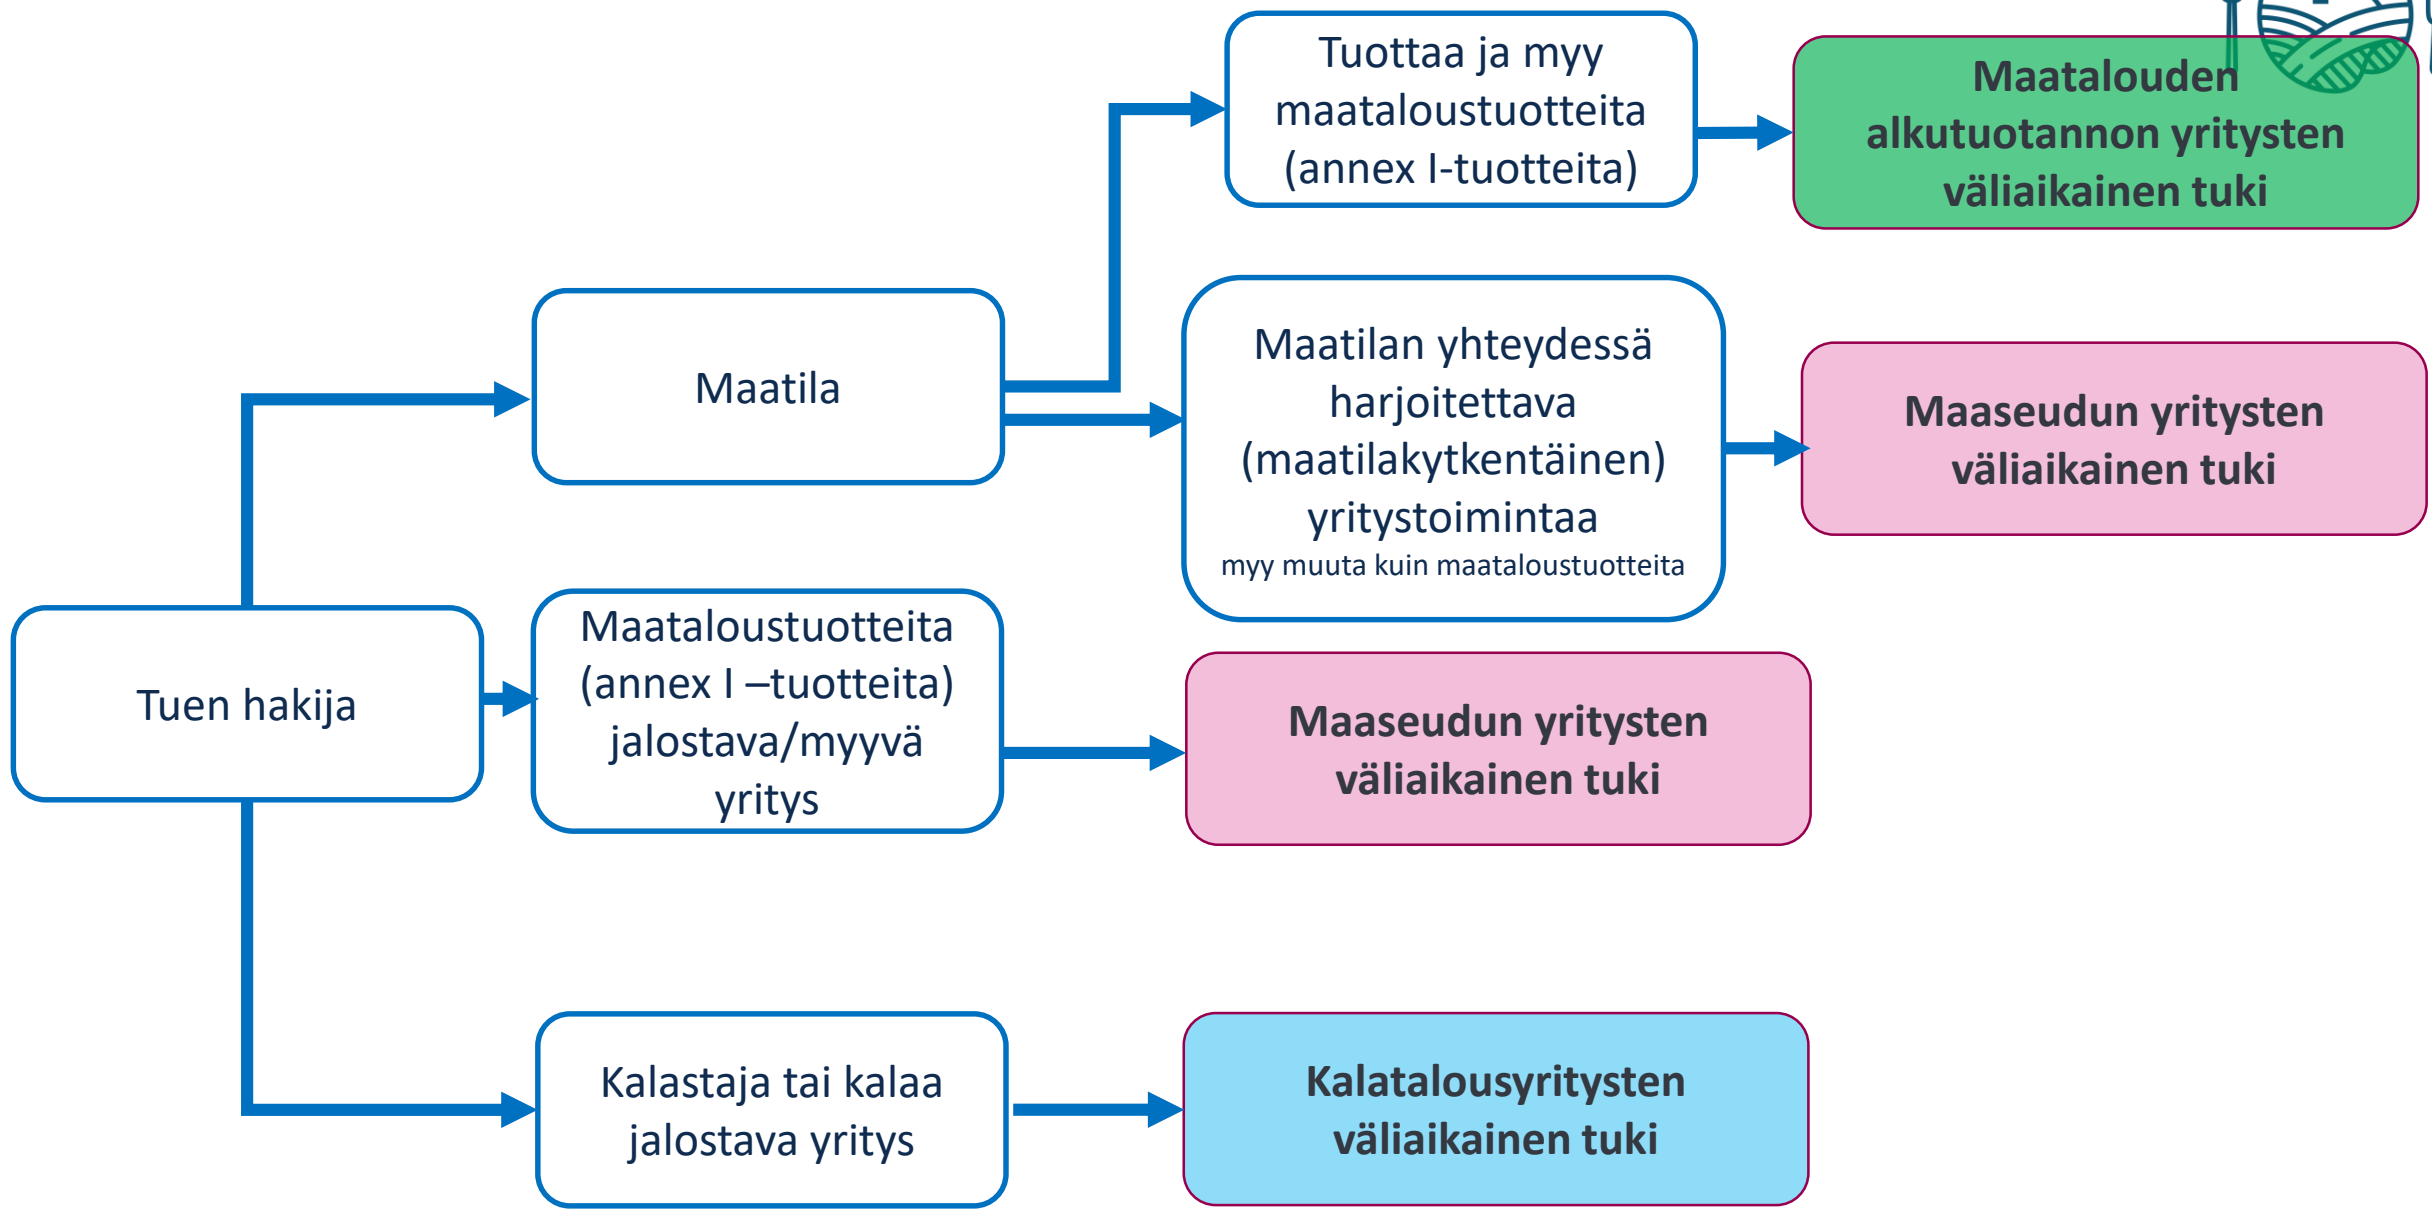 Tuottaa ja myy
maataloustuotteita
(annex I-tuotteita)
Maatalouden
alkutuotannon yritysten
väliaikainen tuki
Maatila
Maatilan yhteydessä
harjoitettava
(maatilakytkentäinen)
yritystoimintaa
myy muuta kuin maataloustuotteita
Maaseudun yritysten
väliaikainen tuki
Tuen hakija
Maataloustuotteita
(annex I –tuotteita)
jalostava/myyvä
yritys
Maaseudun yritysten
väliaikainen tuki
Kalastaja tai kalaa
jalostava yritys
Kalatalousyritysten
väliaikainen tuki